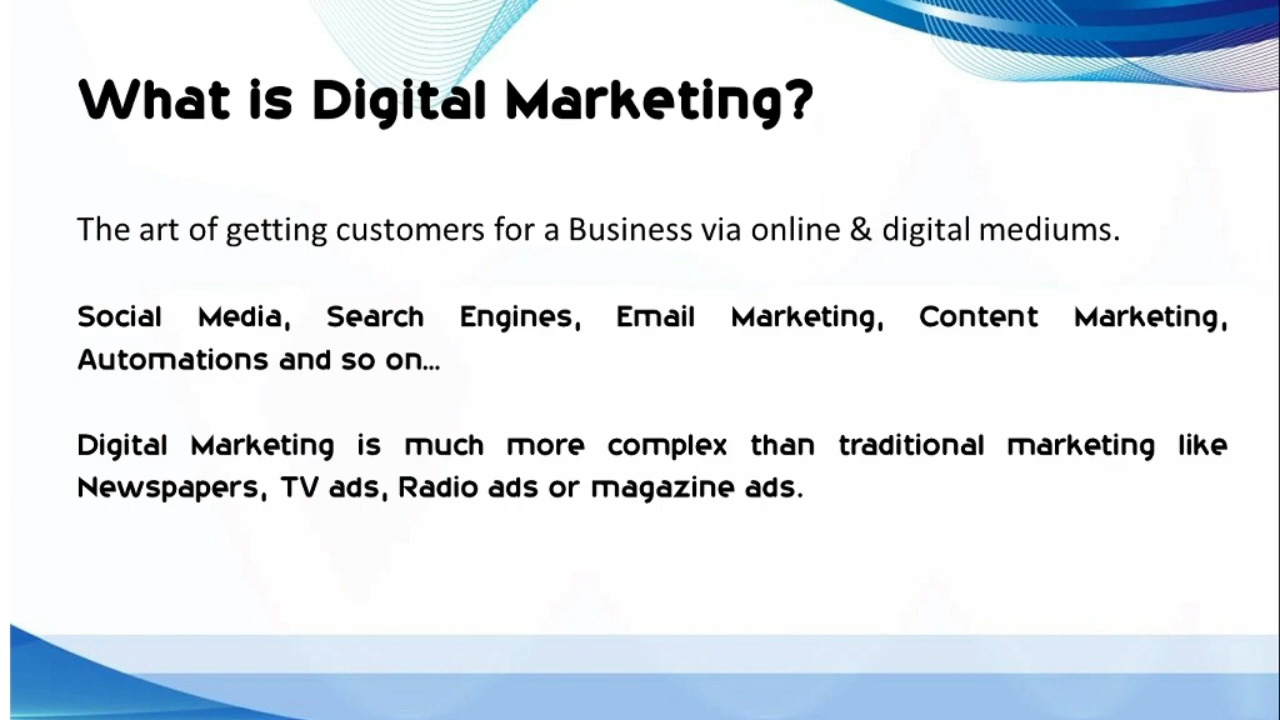 What is Digital Marketing?
The art of getting customers for a Business via online & digital mediums.
Social Media, Search Engines, Email Marketing, Content Marketing,
Automations and so on...
Digital Marketing is much more complex than traditional marketing like
Newspapers, TV ads, Radio ads or magazine ads.